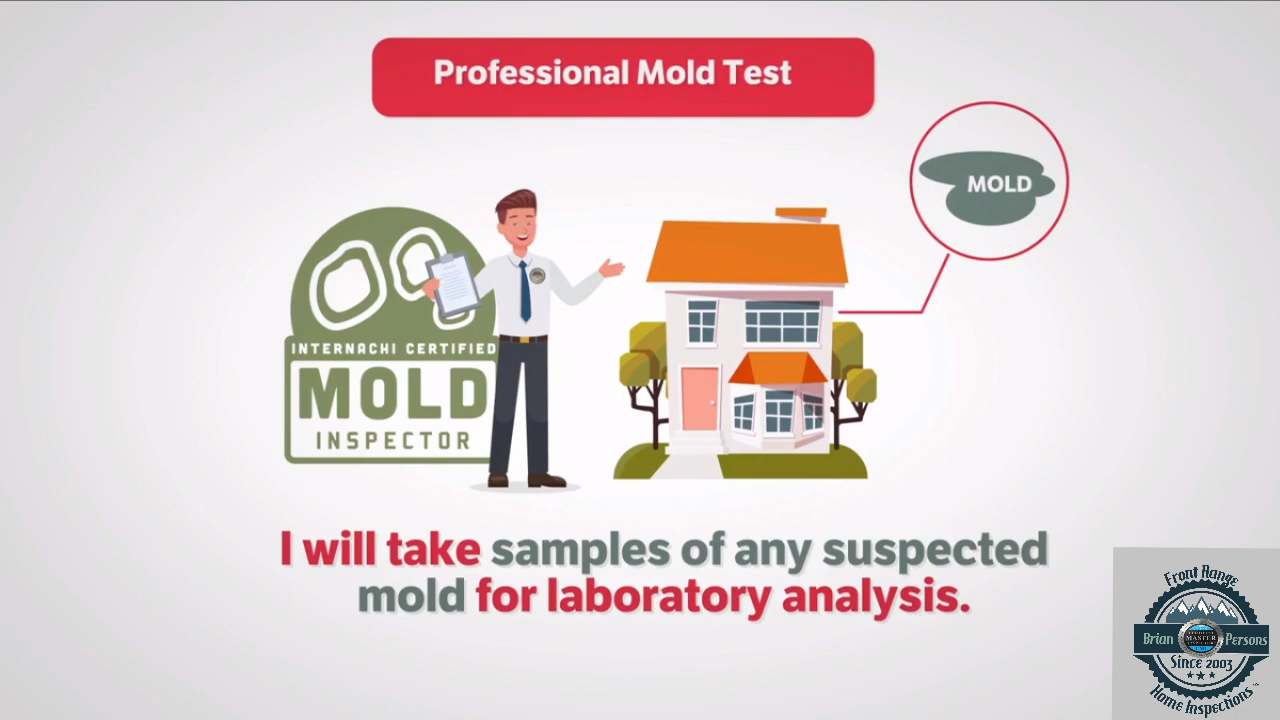 Professional Mold Test
MOLD
INTERNACHI CERTIFIED
MOLD
INSPECTOR
I will take samples of any suspected
mold for laboratory analysis.
Front Range
Brian Persons
MASTER
Since 2003
Home Inspections